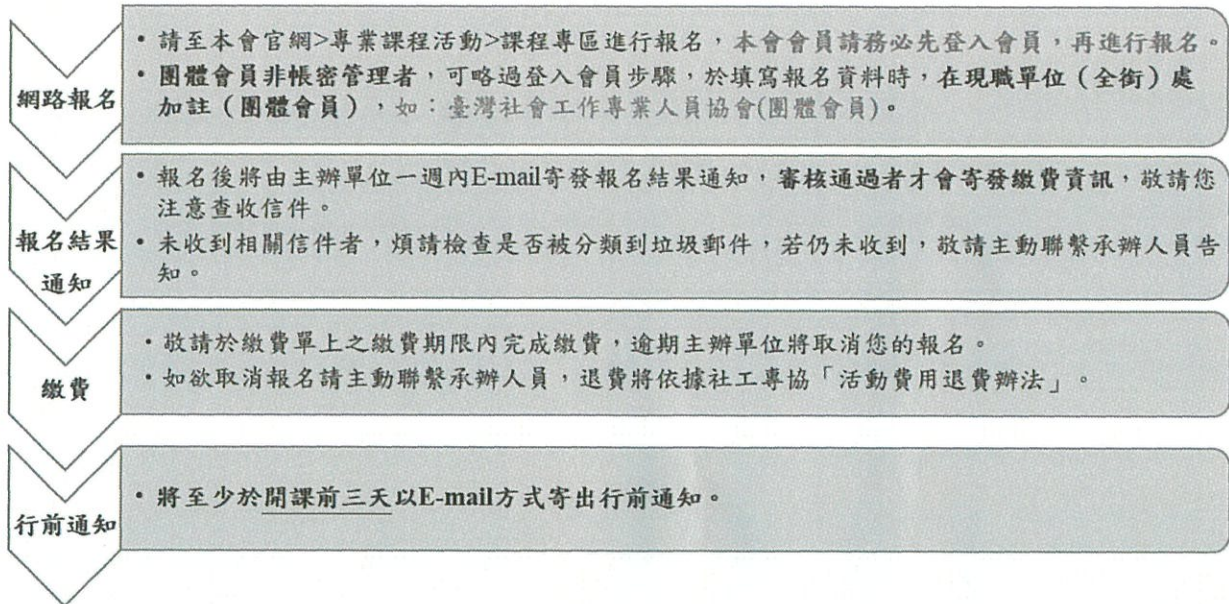 網路報名
• 請至本會官網>專業課程活動>課程專區進行報名，本會會員請務必先登入會員，再進行報名。
• 團體會員非帳密管理者，可略過登入會員步驟，於填寫報名資料時，在現職單位（全銜）處
加註（團體會員），如：臺灣社會工作專業人員協會(團體會員)。
報名結果
通知
• 報名後將由主辦單位一週內E-mail寄發報名結果通知，審核通過者才會寄發繳費資訊，敬請您
注意查收信件。
• 未收到相關信件者，煩請檢查是否被分類到垃圾郵件，若仍未收到，敬請主動聯繫承辦人員告
知。
繳費
• 敬請於繳費單上之繳費期限內完成繳費，逾期主辦單位將取消您的報名。
• 如欲取消報名請主動聯繫承辦人員，退費將依據社工專協「活動費用退費辦法」。
行前通知
• 將至少於開課前三天以E-mail方式寄出行前通知。